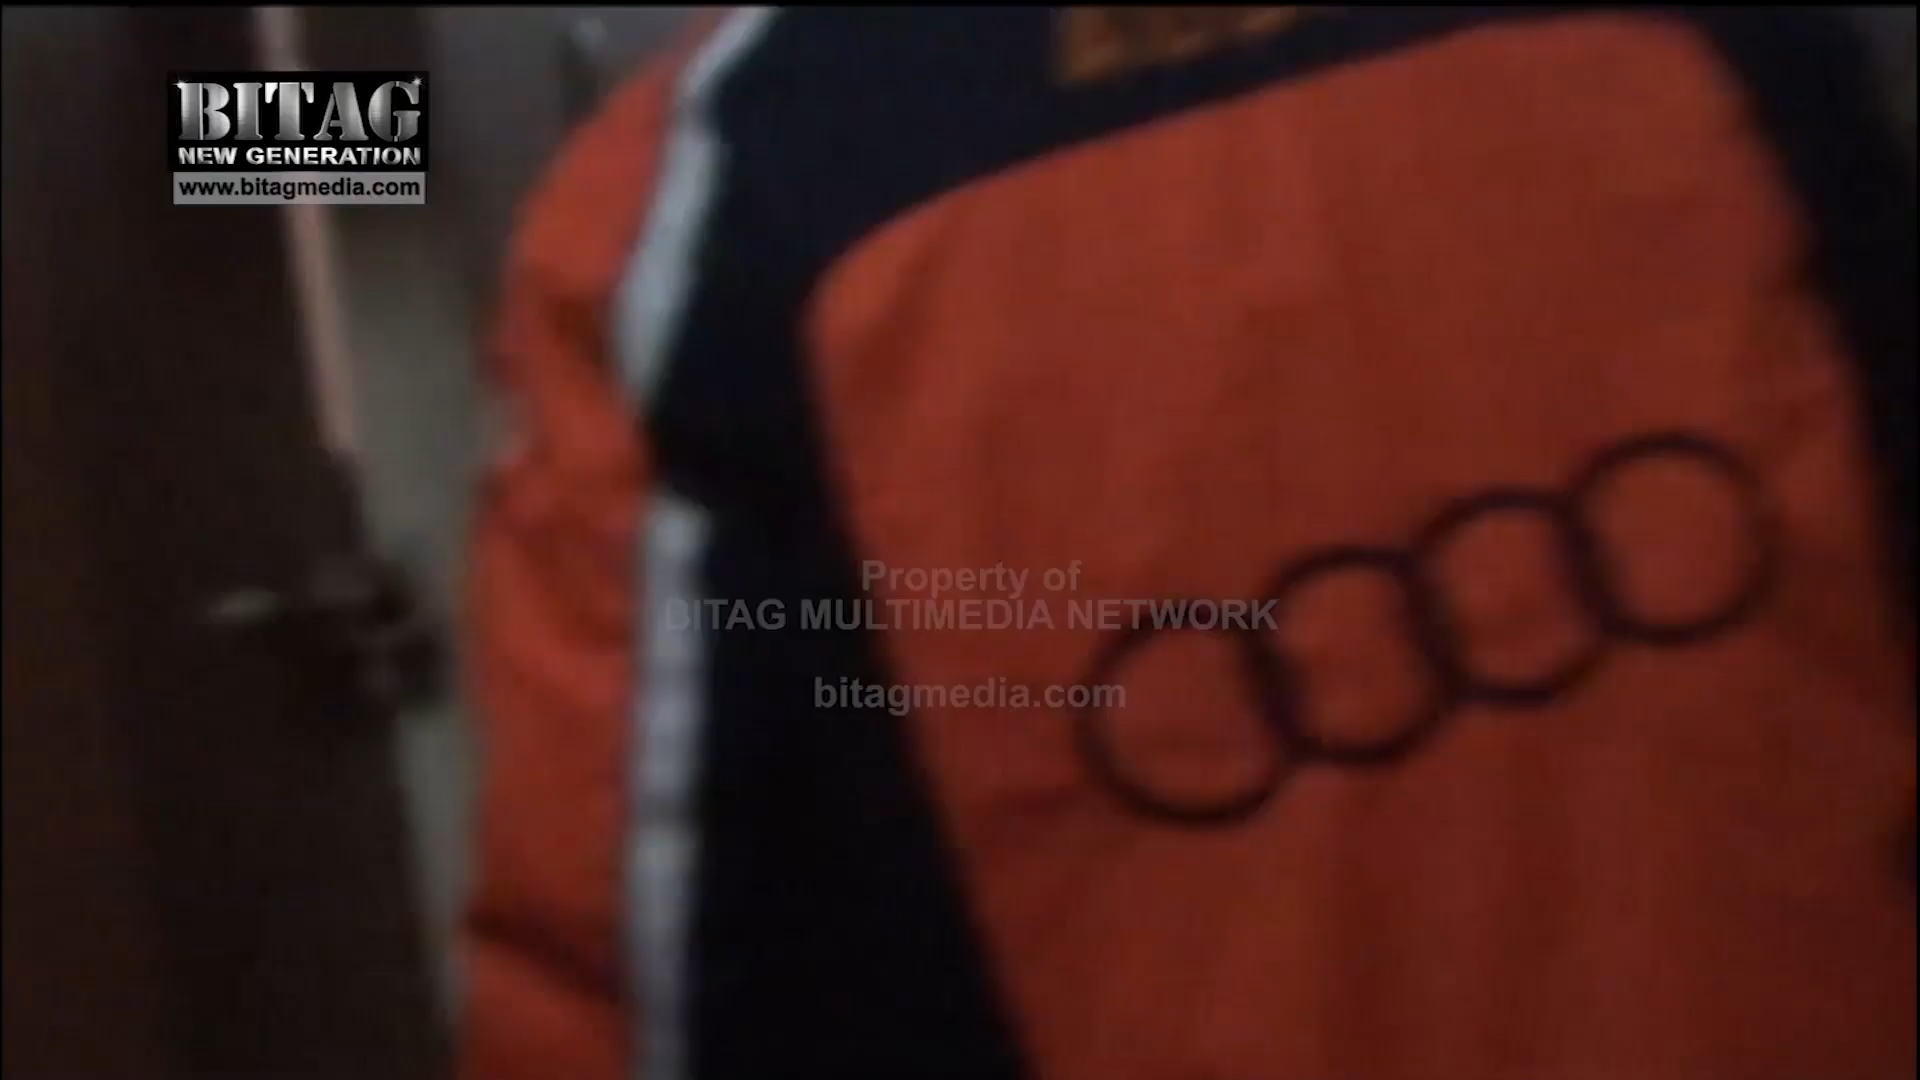 BITAG
NEW GENERATION
www.bitagmedia.com
Property of
BITAG MULTIMEDIA NETWORK
bitagmedia.com